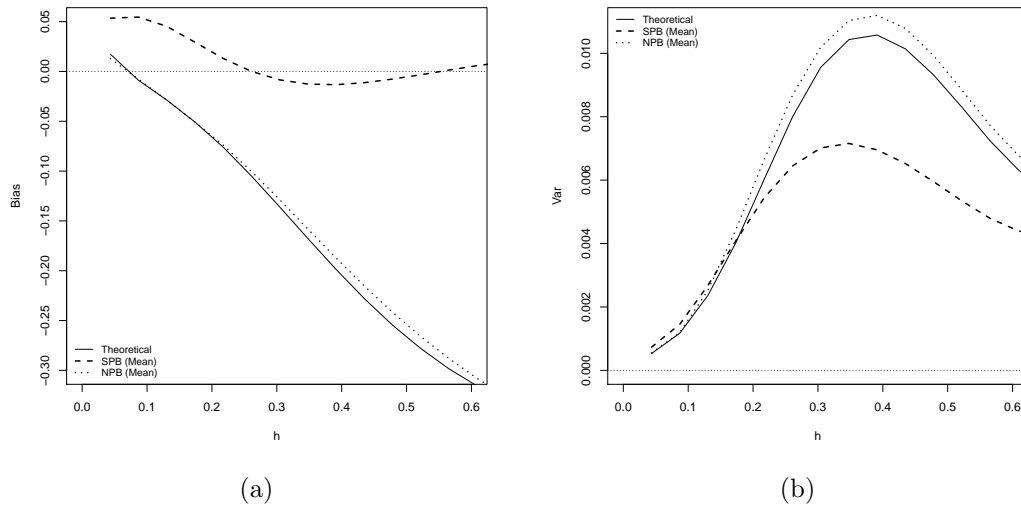 Bias
0.05
0.00
−0.05
−0.10
−0.15
−0.20
−0.25
−0.30
Theoretical
SPB (Mean)
NPB (Mean)
0.0 0.1 0.2 0.3 0.4 0.5 0.6
h
(a)
Var
0.010
0.008
0.006
0.004
0.002
0.000
Theoretical
SPB (Mean)
NPB (Mean)
0.0 0.1 0.2 0.3 0.4 0.5 0.6
h
(b)